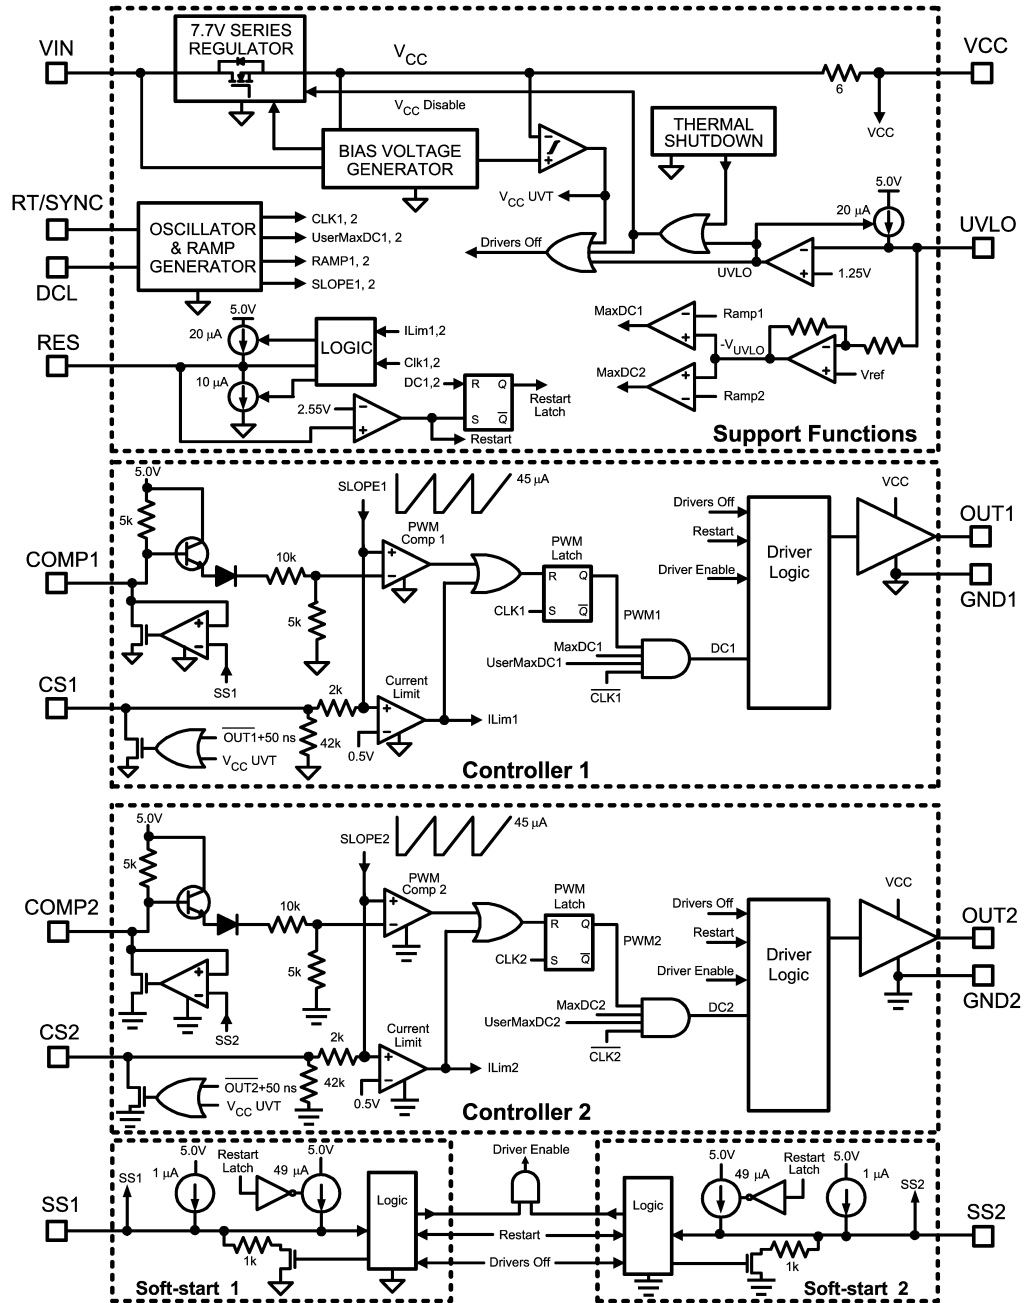 7.7V SERIES
REGULATOR
VIN
VCC
VCC
6
VCC
VCC Disable
BIAS VOLTAGE
GENERATOR
THERMAL
SHUTDOWN
VCC UVT
5.0V
20 µA
UVLO
RT/SYNC
DCL
OSCILLATOR
& RAMP
GENERATOR
CLK1, 2
UserMaxDC1, 2
RAMP1, 2
SLOPE1, 2
Drivers Off
UVLO
1.25V
RES
5.0V
20 µA
10 µA
LOGIC
ILim1,2
Clk1,2
DC1,2
2.55V
R
Q
S
Q
Restart
Latch
Restart
MaxDC1
Ramp1
-VUVLO
MaxDC2
Ramp2
Vref
Support Functions
5.0V
5k
COMP1
10k
5k
SS1
SLOPE1
45 µA
PWM
Comp 1
PWM
Latch
R
Q
S
Q
CLK1
PWM1
MaxDC1
UserMaxDC1
CLK1
DC1
Drivers Off
Restart
Driver Enable
Driver
Logic
VCC
OUT1
GND1
CS1
2k
42k
Current
Limit
0.5V
ILim1
OUT1+50 ns
VCC UVT
Controller 1
5.0V
5k
COMP2
10k
5k
SS2
SLOPE2
45 µA
PWM
Comp 2
PWM
Latch
R
Q
S
Q
CLK2
PWM2
MaxDC2
UserMaxDC2
CLK2
DC2
Drivers Off
Restart
Driver Enable
Driver
Logic
VCC
OUT2
GND2
CS2
2k
42k
Current
Limit
0.5V
ILim2
OUT2+50 ns
VCC UVT
Controller 2
SS1
SS1
5.0V
1 µA
Restart
Latch
5.0V
49 µA
1k
Logic
Soft-start 1
Driver Enable
Restart
Drivers Off
Logic
5.0V
49 µA
Restart
Latch
5.0V
1 µA
SS2
1k
SS2
Soft-start 2